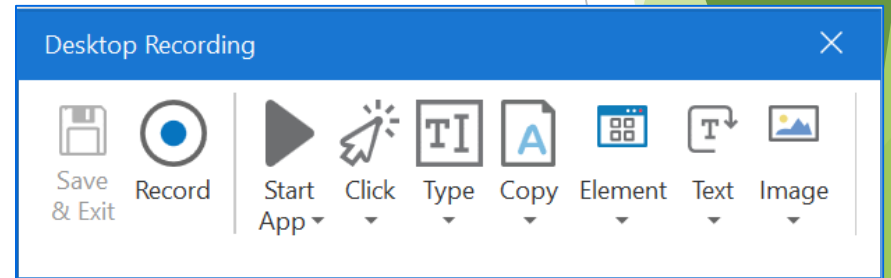 Desktop Recording
Save & Exit
Record
Start App
Click
Type
Copy
Element
Text
Image